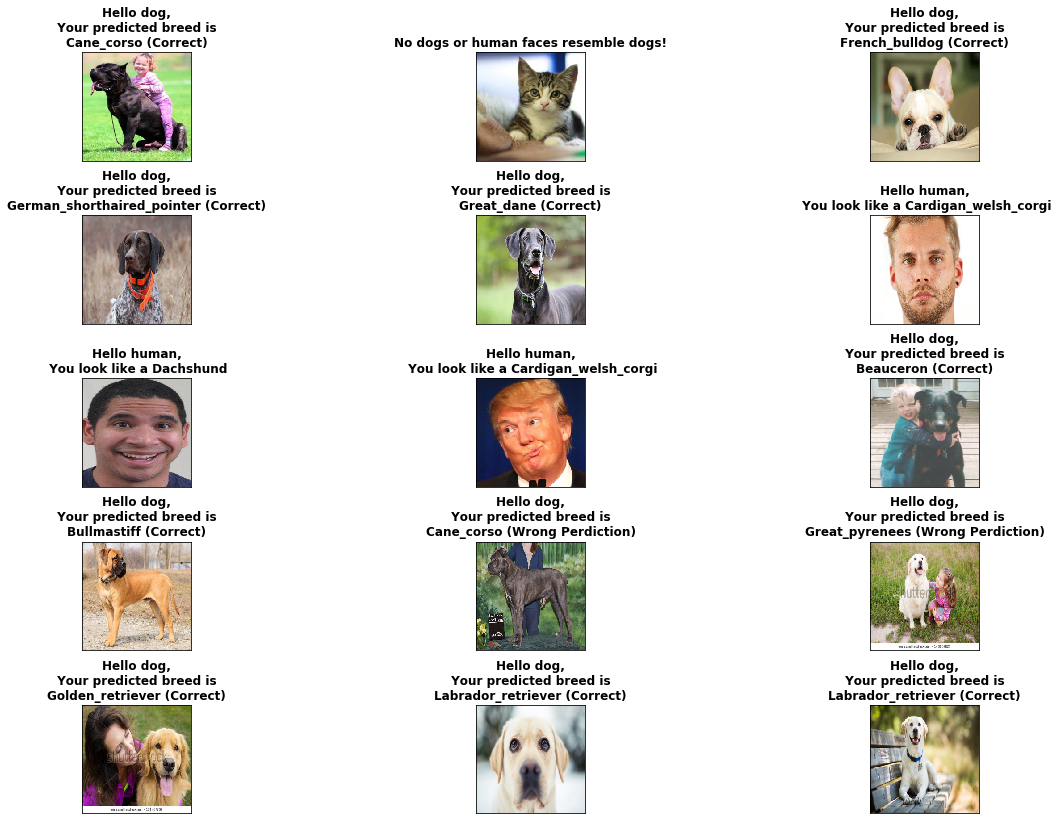 Hello dog,
Your predicted breed is
Cane_corso (Correct)
No dogs or human faces resemble dogs!
Hello dog,
Your predicted breed is
French_bulldog (Correct)
Hello dog,
Your predicted breed is
German_shorthaired_pointer (Correct)
Hello dog,
Your predicted breed is
Great_dane (Correct)
Hello human,
You look like a Cardigan_welsh_corgi
Hello human,
You look like a Dachshund
Hello human,
You look like a Cardigan_welsh_corgi
Hello dog,
Your predicted breed is
Beauceron (Correct)
Hello dog,
Your predicted breed is
Bullmastiff (Correct)
Hello dog,
Your predicted breed is
Cane_corso (Wrong Perdiction)
Hello dog,
Your predicted breed is
Great_pyrenees (Wrong Perdiction)
Hello dog,
Your predicted breed is
Golden_retriever (Correct)
Hello dog,
Your predicted breed is
Labrador_retriever (Correct)
Hello dog,
Your predicted breed is
Labrador_retriever (Correct)